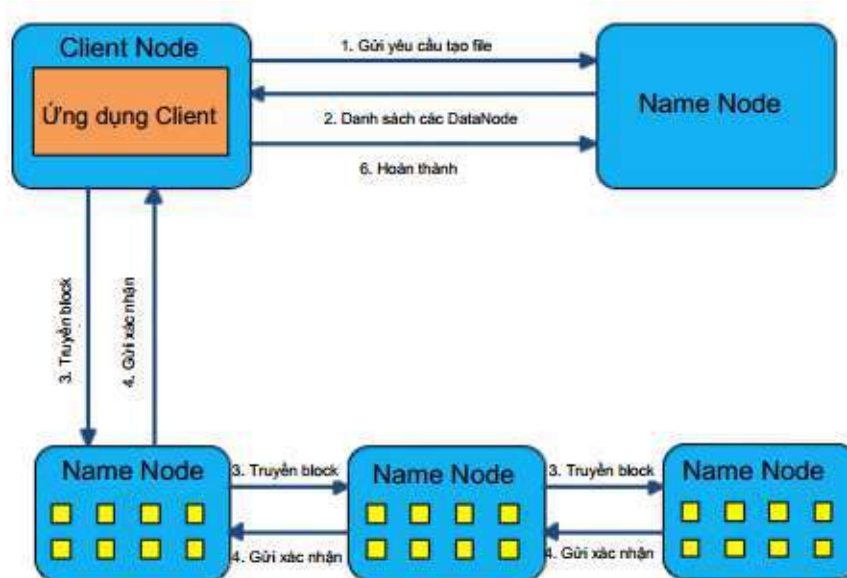 Client Node
Ứng dụng Client
1. Gửi yêu cầu tạo file
2. Danh sách các DataNode
6. Hoàn thành
Name Node
3. Truyền block
4. Gửi xác nhận
Name Node
3. Truyền block
4. Gửi xác nhận
Name Node
3. Truyền block
4. Gửi xác nhận
Name Node